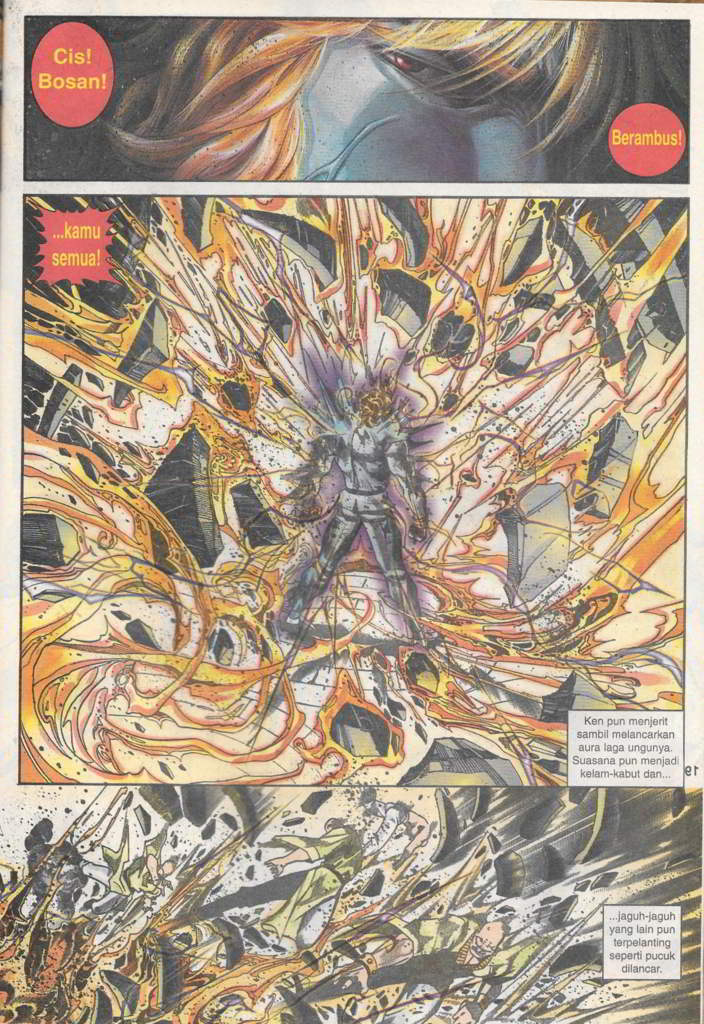 Cis!
Bosan!
Berambus!
...kamu
semua!
Ken pun menjerit
sambil melancarkan
aura laga ungunya.
Suasana pun menjadi
kelam-kabut dan...
19
...jaguh-jaguh
yang lain pun
terpelanting
seperti pucuk
dilancar.